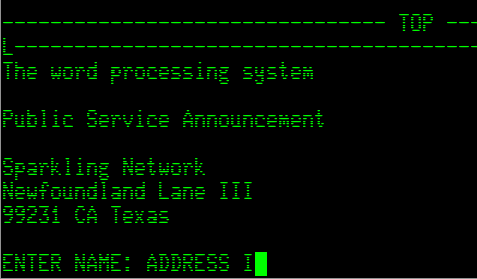 -------------------------------- TOP ---
L---------------------------------------
The word processing system
Public Service Announcement
Sparkling Network
Newfoundland Lane III
99231 CA Texas
ENTER NAME: ADDRESS I